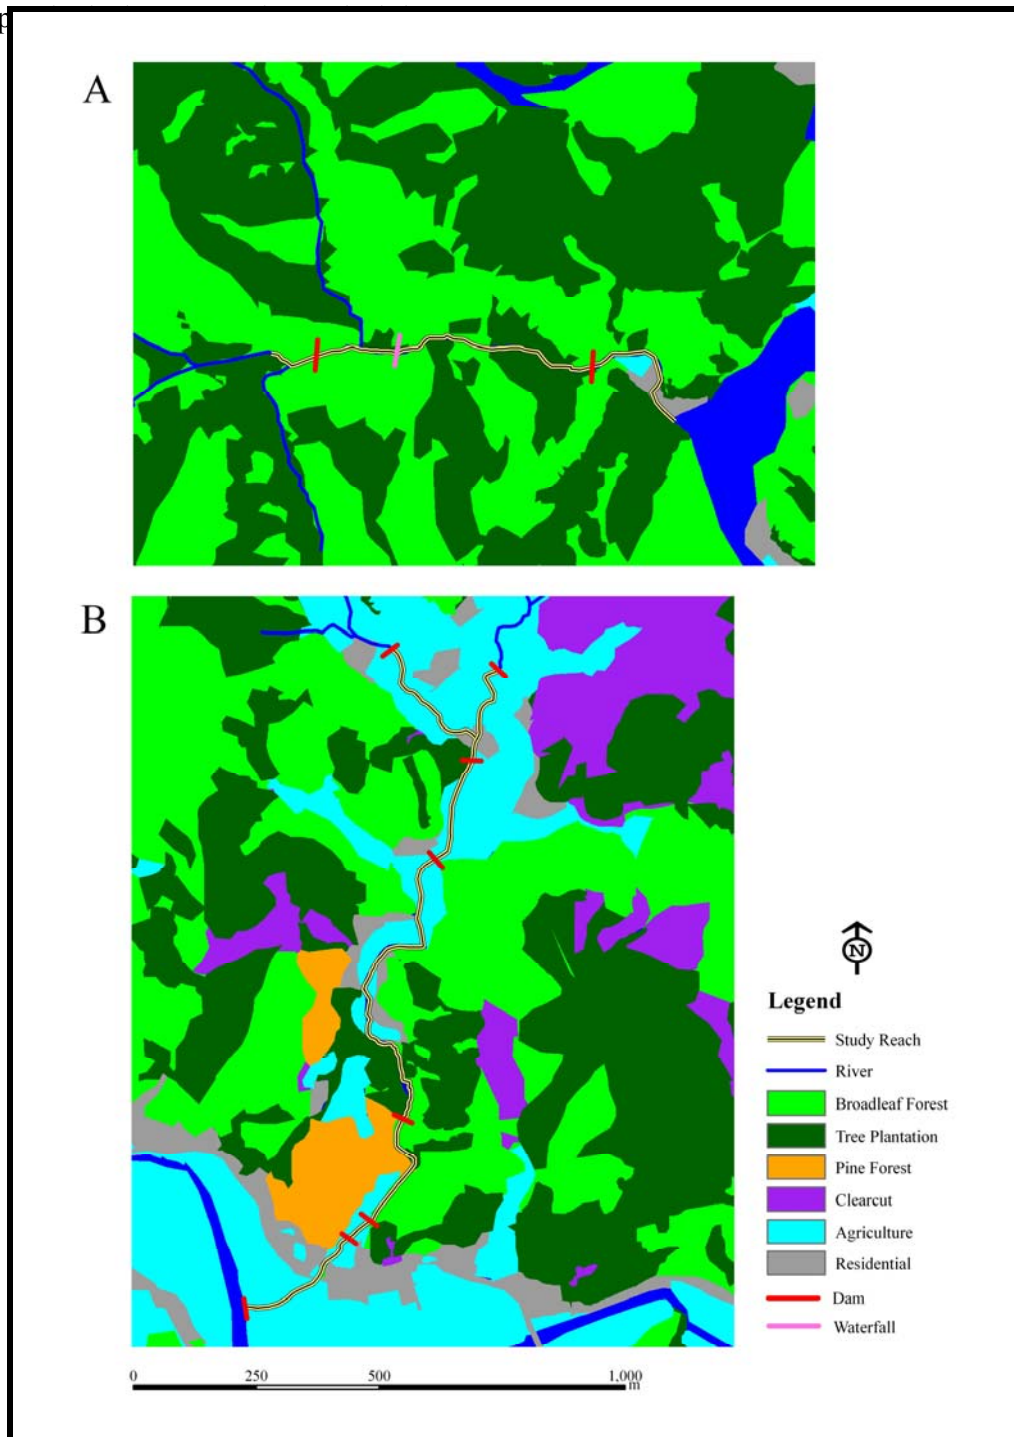 A
B
N
Legend
Study Reach
River
Broadleaf Forest
Tree Plantation
Pine Forest
Clearcut
Agriculture
Residential
Dam
Waterfall
0 250 500 1,000
m